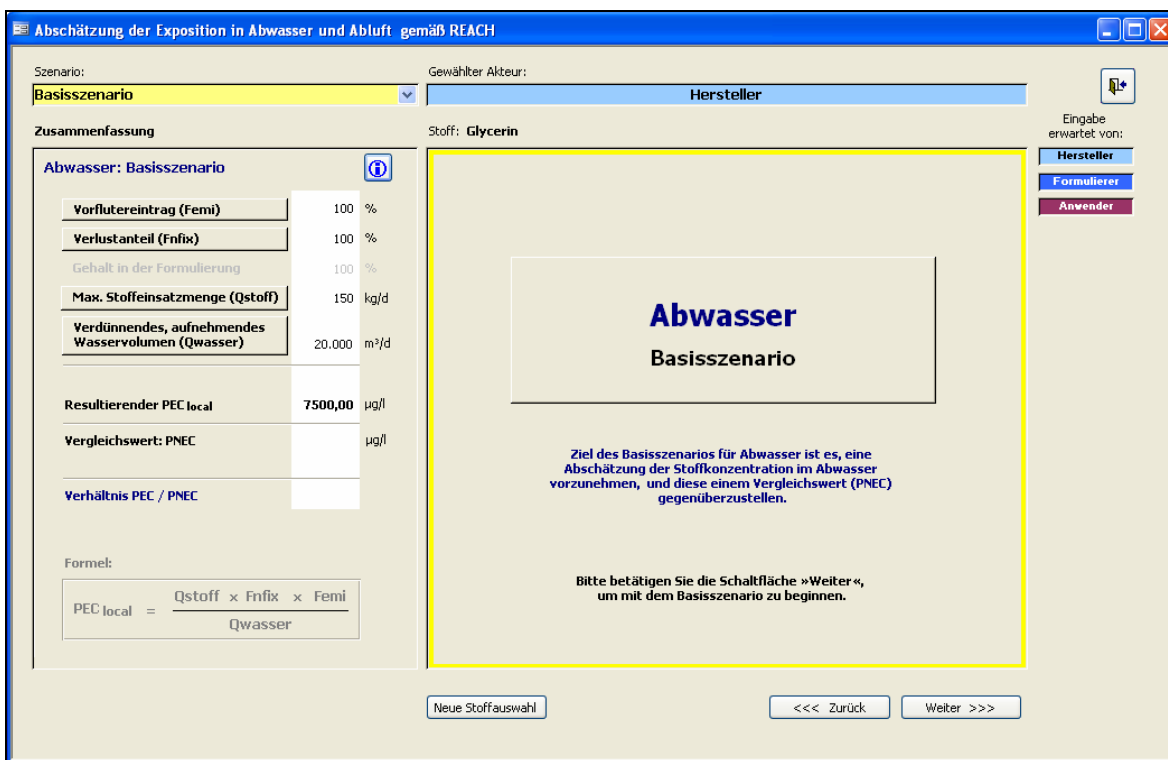 Abschätzung der Exposition in Abwasser und Abluft gemäß REACH
Szenario:
Basisszenario
Gewählter Akteur:
Hersteller
Zusammenfassung
Stoff: Glycerin
Eingabe
erwartet von:
Hersteller
Formulierer
Anwender
Abwasser: Basisszenario
Vorflutereintrag (Femi) 100 %
Verlustanteil (Fnfix) 100 %
Gehalt in der Formulierung 100 %
Max. Stoffeinsatzmenge (Qstoff) 150 kg/d
Verdünnendes, aufnehmendes
Wasservolumen (Qwasser) 20.000 m³/d
Resultierender PEC local 7500,00 µg/l
Vergleichswert: PNEC µg/l
Verhältnis PEC / PNEC
Formel:
PEC local = Qstoff x Fnfix x Femi
Qwasser
Abwasser
Basisszenario
Ziel des Basisszenarios für Abwasser ist es, eine
Abschätzung der Stoffkonzentration im Abwasser
vorzunehmen, und diese einem Vergleichswert (PNEC)
gegenüberzustellen.
Bitte betätigen Sie die Schaltfläche »Weiter«,
um mit dem Basisszenario zu beginnen.
Neue Stoffauswahl
<<< Zurück
Weiter >>>